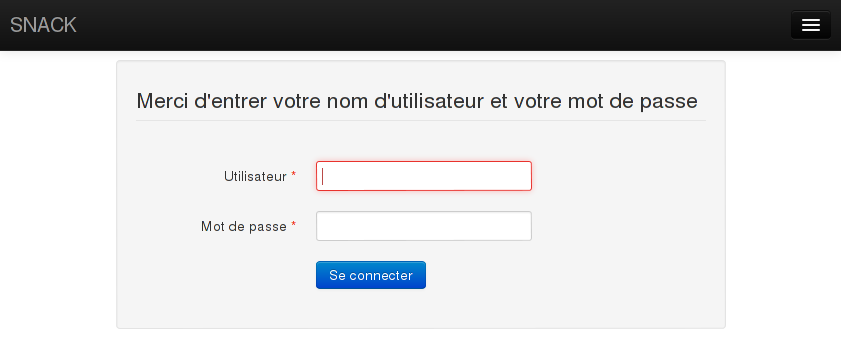 SNACK
Merci d'entrer votre nom d'utilisateur et votre mot de passe
Utilisateur *
Mot de passe *
Se connecter